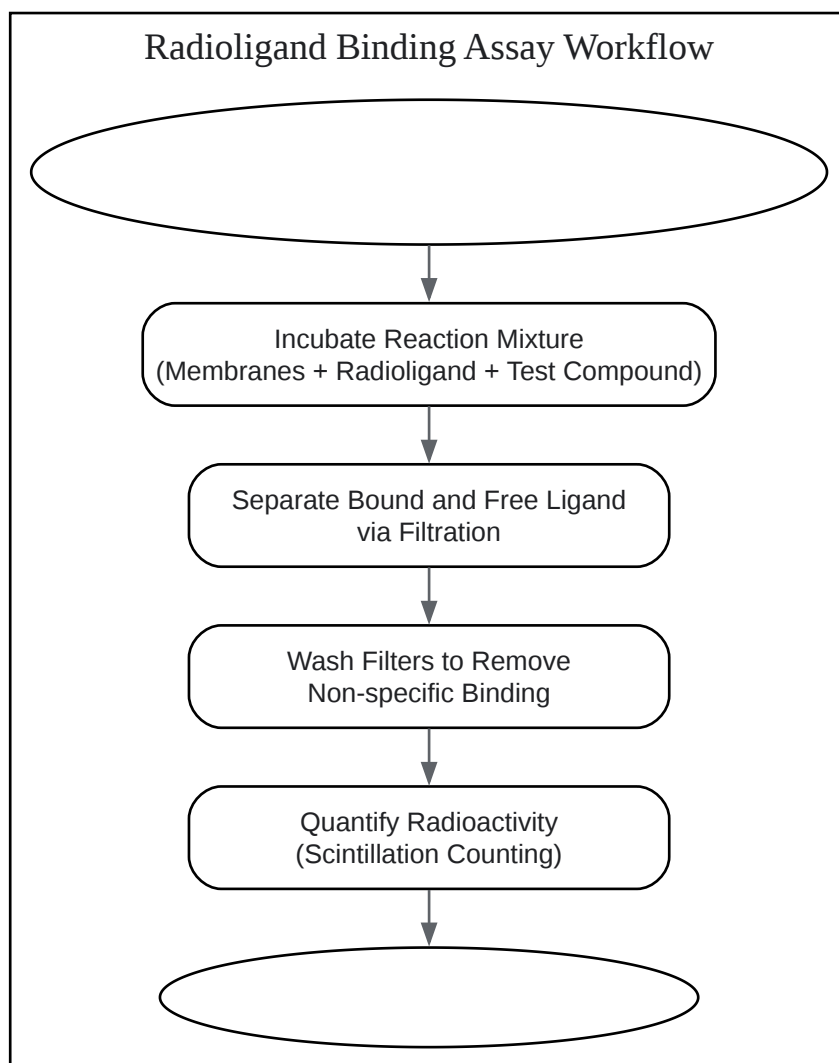 Radioligand Binding Assay Workflow
Incubate Reaction Mixture
(Membranes + Radioligand + Test Compound)
Separate Bound and Free Ligand
via Filtration
Wash Filters to Remove
Non-specific Binding
Quantify Radioactivity
(Scintillation Counting)